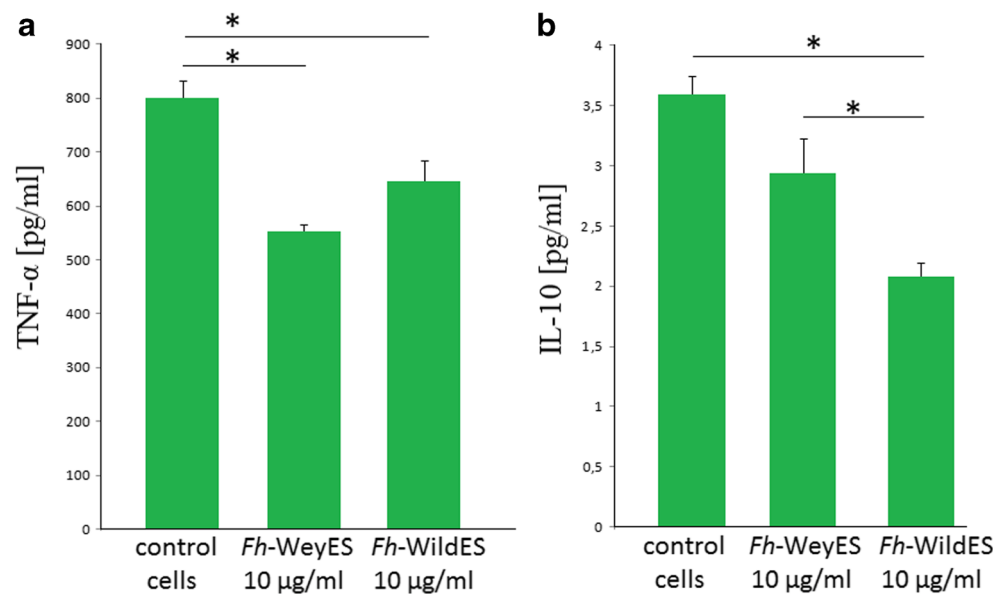 a
TNF-α [pg/ml]
900
800
700
600
500
400
300
200
100
0
*
*
control
cells
Fh-WeyES
10 µg/ml
Fh-WildES
10 µg/ml
b
IL-10 [pg/ml]
4
3,5
3
2,5
2
1,5
1
0,5
0
*
*
control
cells
Fh-WeyES
10 µg/ml
Fh-WildES
10 µg/ml